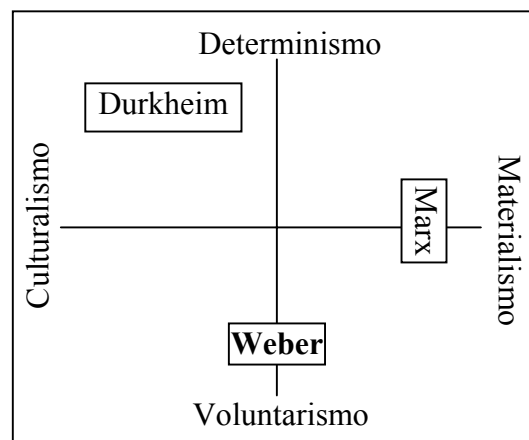 Determinismo
Durkheim
Culturalismo
Marx
Materialismo
Weber
Voluntarismo